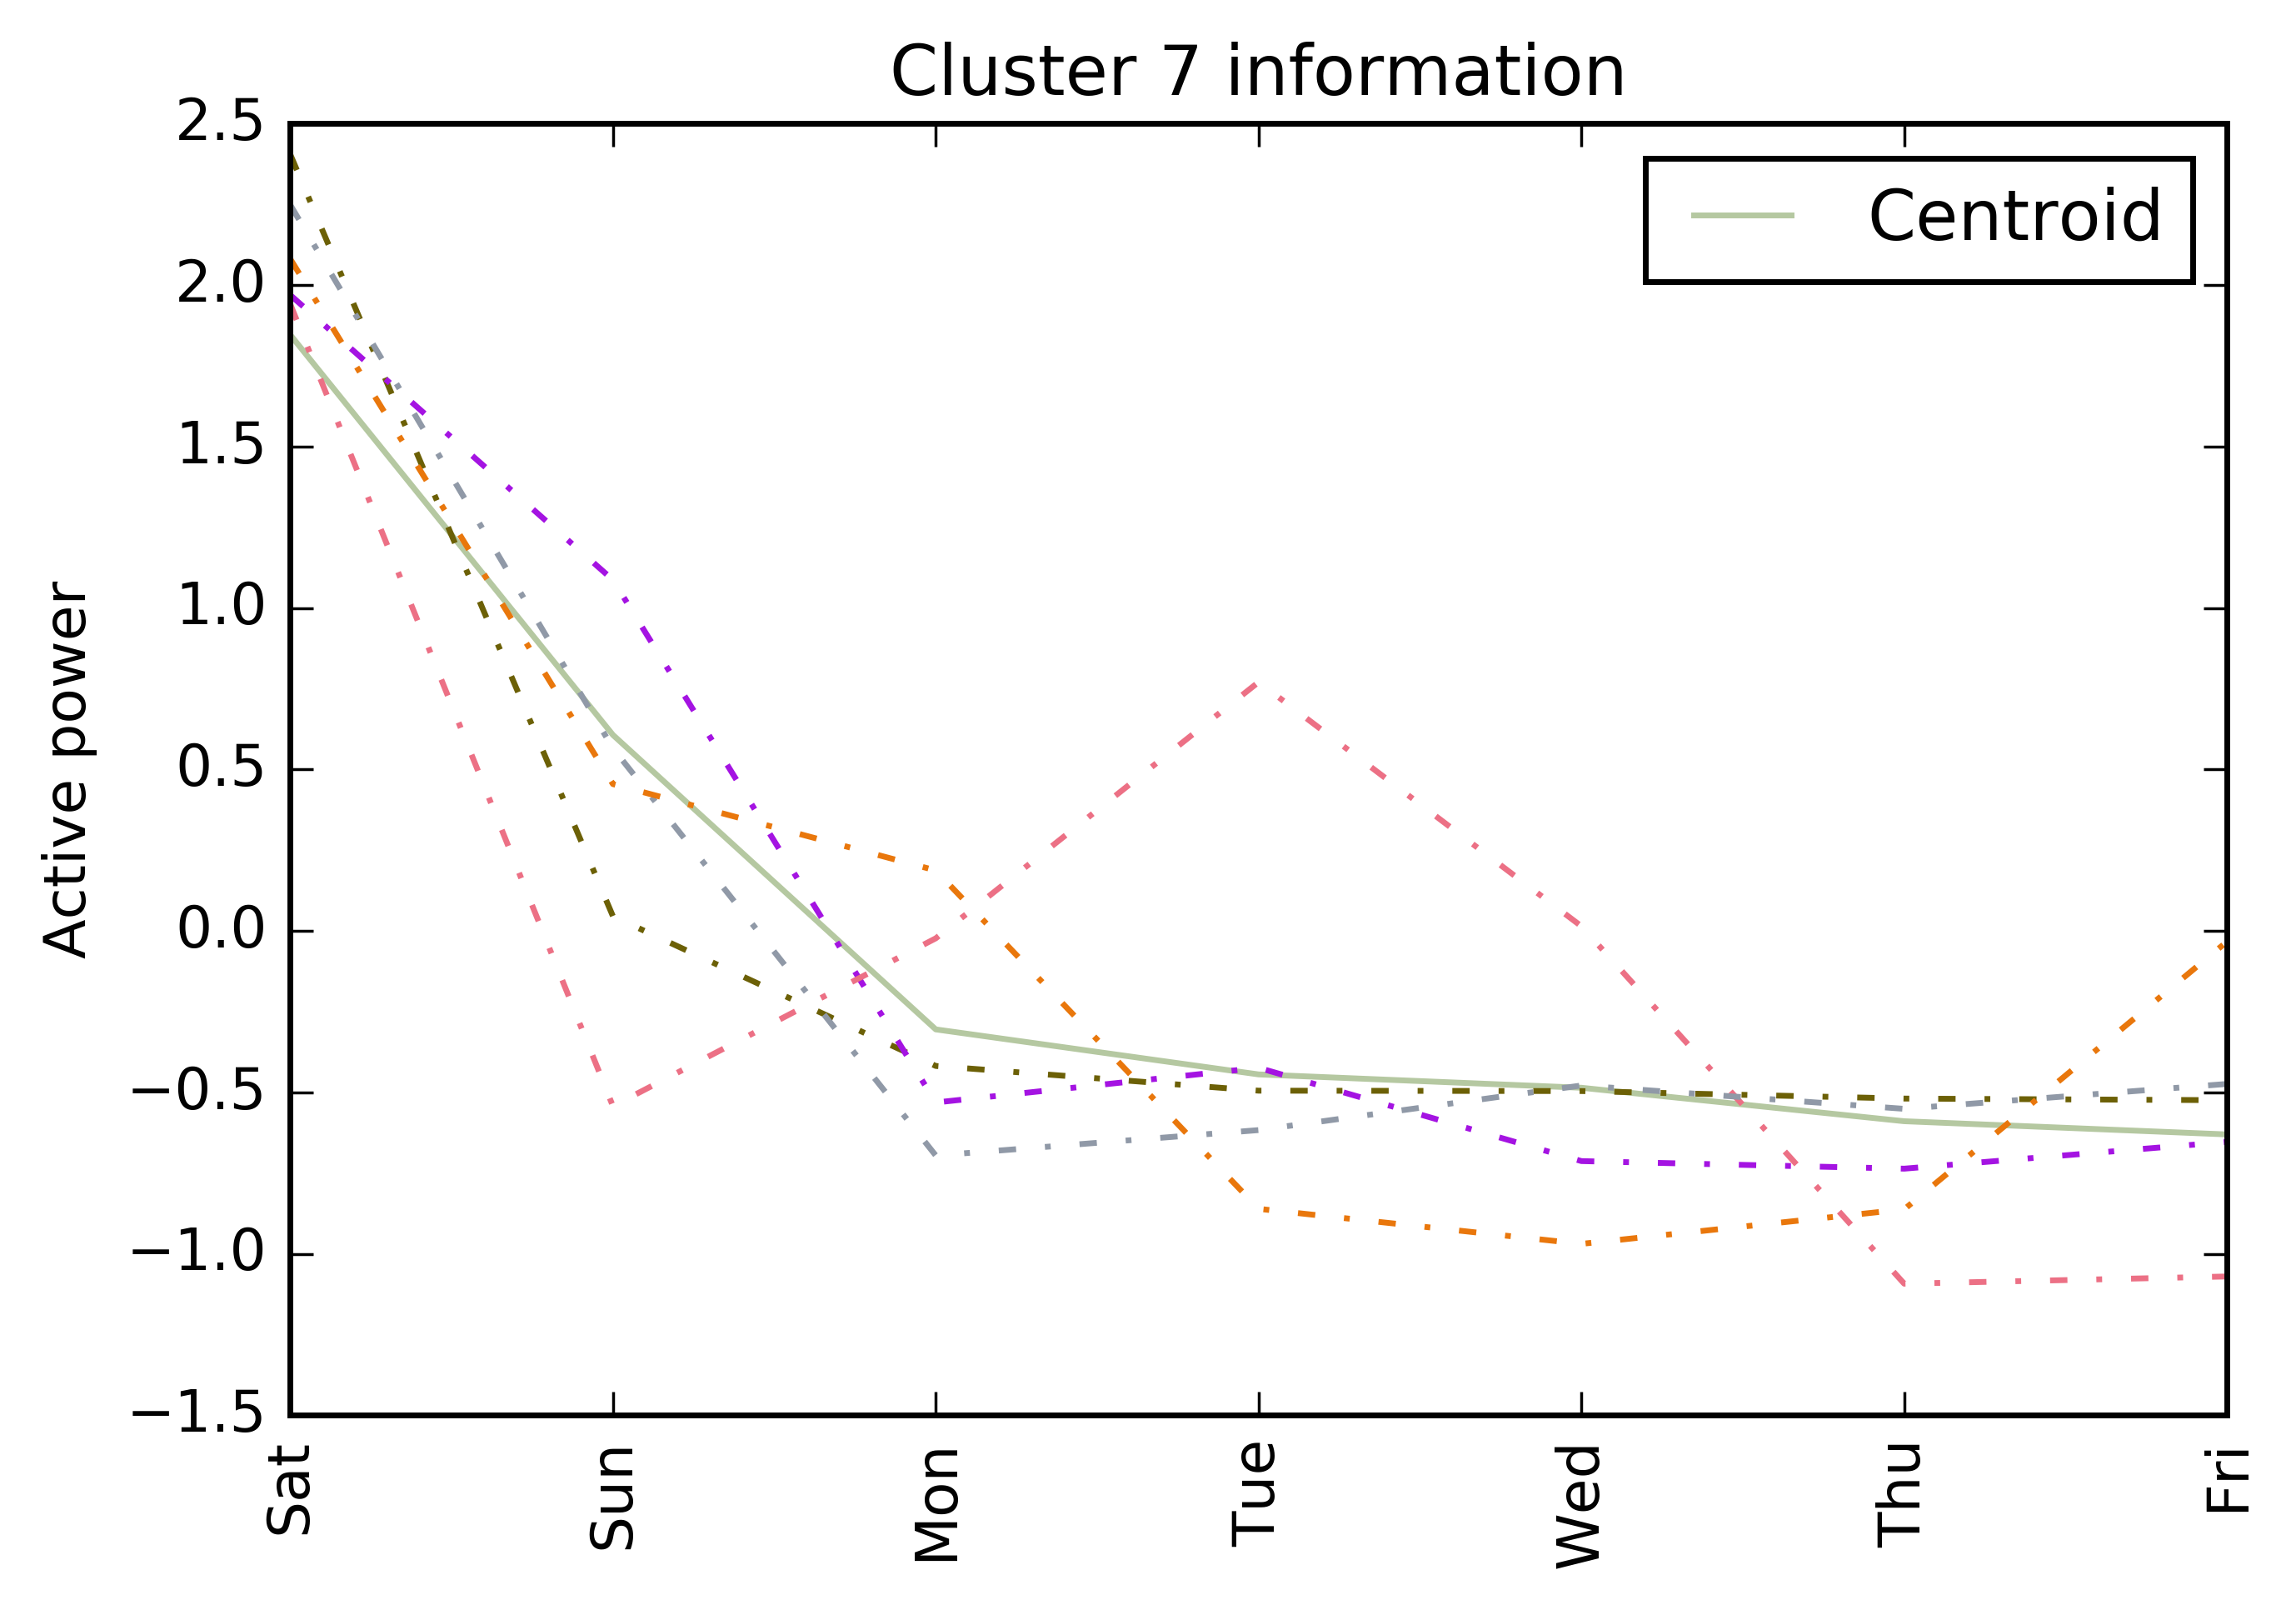 Cluster 7 information
2.5
2.0
1.5
1.0
0.5
0.0
−0.5
−1.0
−1.5
Active power
Centroid
Sat
Sun
Mon
Tue
Wed
Thu
Fri